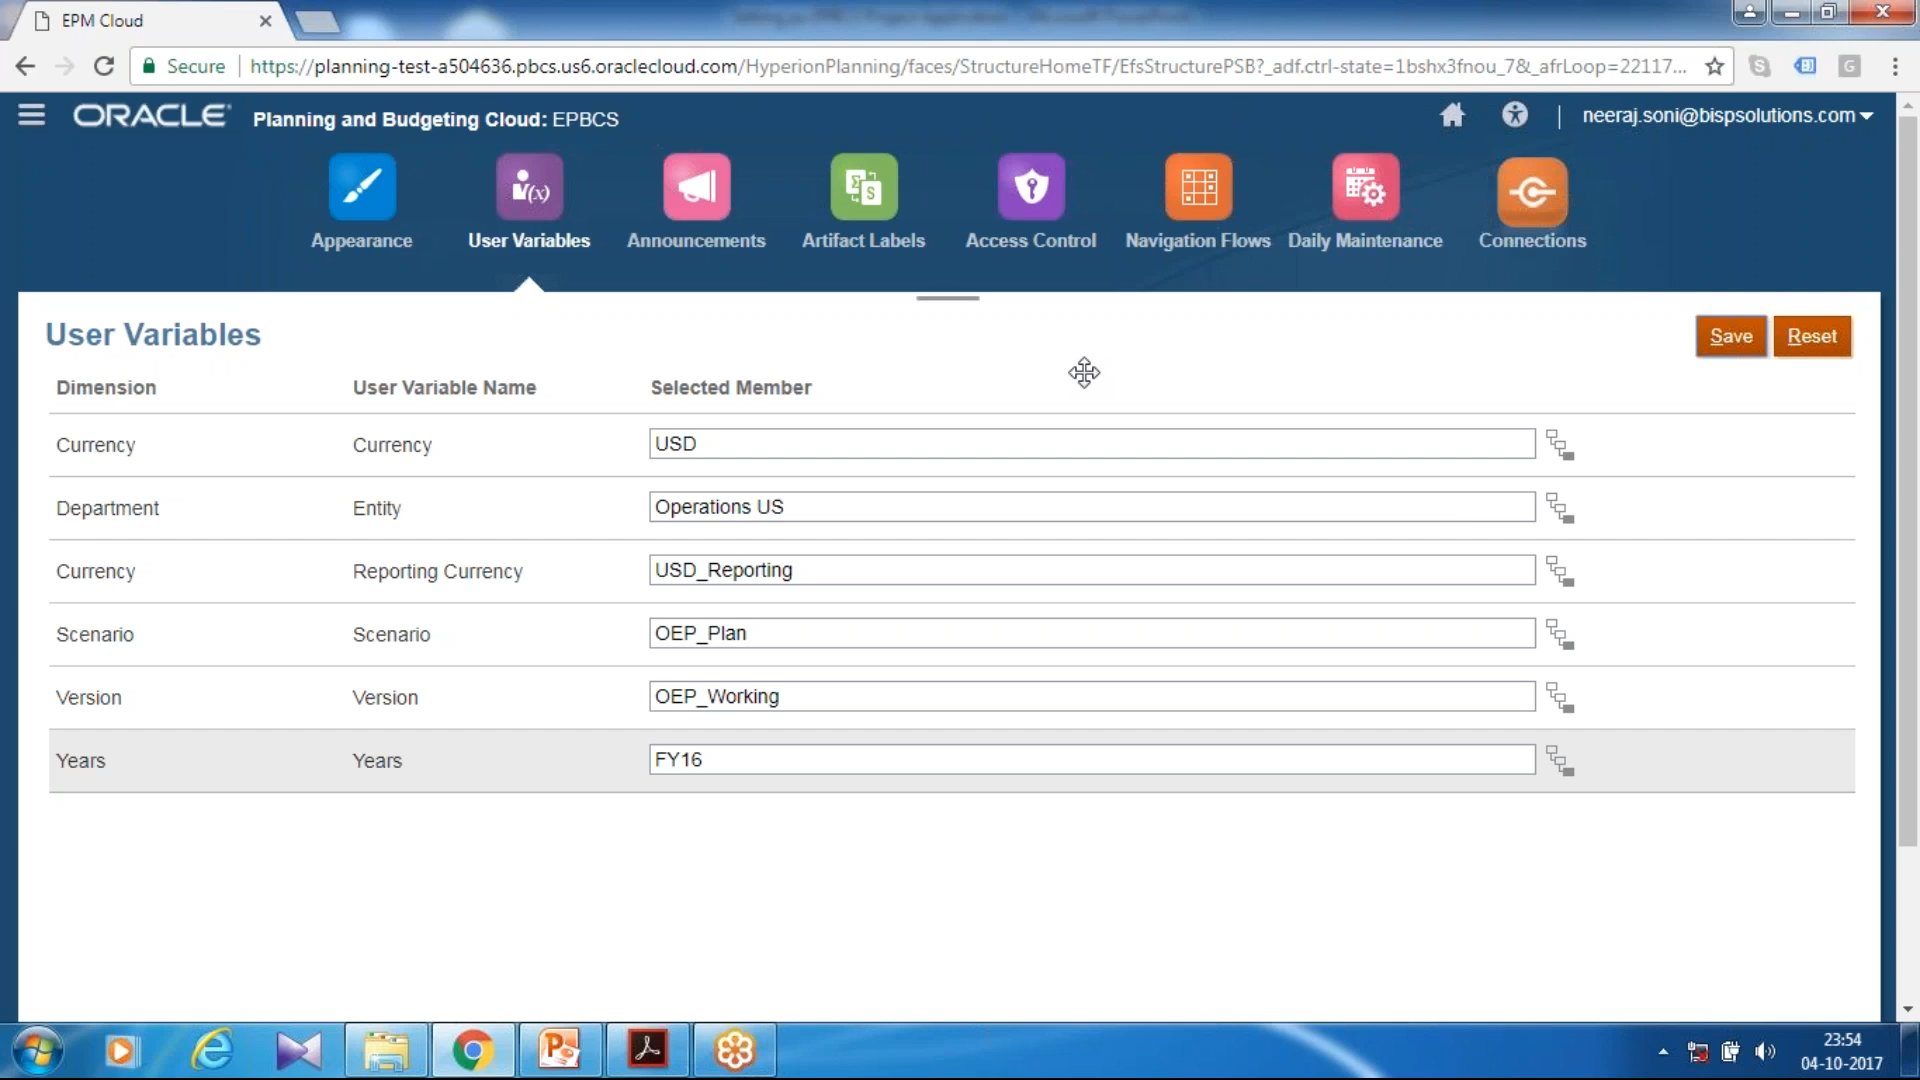 EPM Cloud
Secure
https://planning-test-a504636.pbcs.us6.oraclecloud.com/HyperionPlanning/faces/StructureHomeTF/EfsStructurePSB?_adf.ctrl-state=1bshx3fnou_7&_afrLoop=22117...
ORACLE Planning and Budgeting Cloud: EPBCS
neeraj.soni@bispsolutions.com
Appearance
User Variables
Announcements
Artifact Labels
Access Control
Navigation Flows
Daily Maintenance
Connections
User Variables
Save
Reset
Dimension User Variable Name Selected Member
Currency Currency USD
Department Entity Operations US
Currency Reporting Currency USD_Reporting
Scenario Scenario OEP_Plan
Version Version OEP_Working
Years Years FY16
23:54
04-10-2017